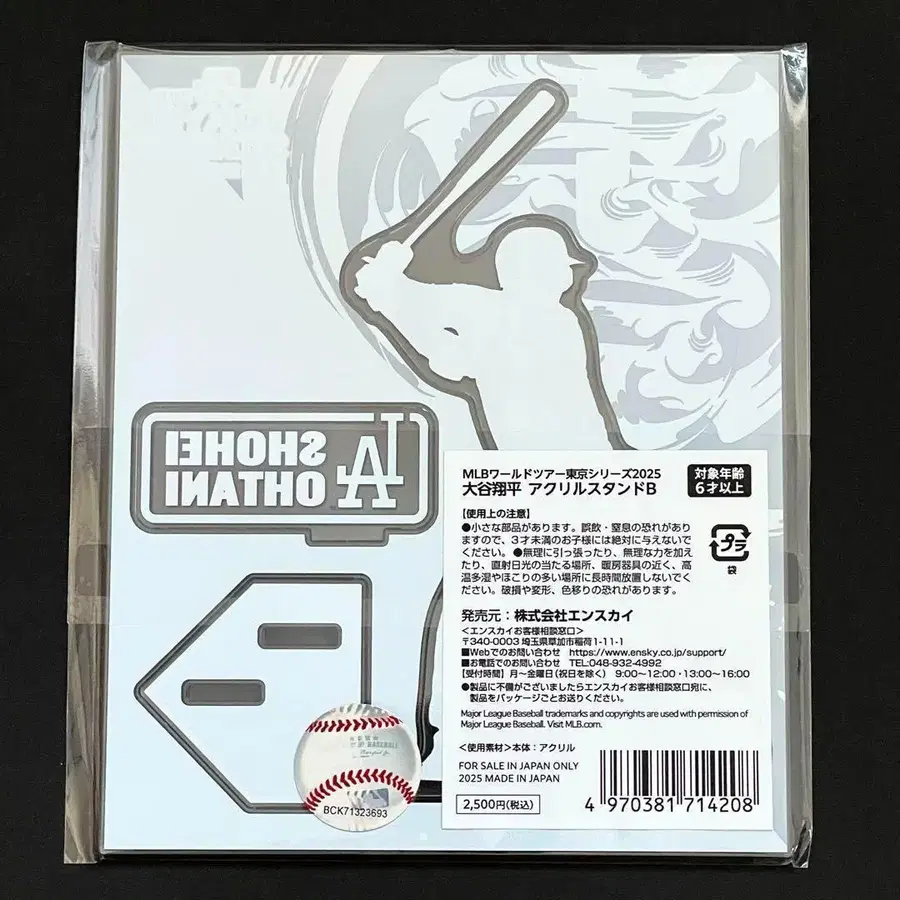 SHOHEI
OHTANI
LA
MLBワールドツアー東京シリーズ2025
大谷翔平 アクリルスタンドB
対象年齢
6才以上
【使用上の注意】
●小さな部品があります。誤飲・窒息の恐れがあり
ますので、3才未満のお子様には絶対に与えないで
ください。●無理に引っ張ったり、無理な力を加え
たり、直射日光の当たる場所、暖房器具の近く、高
温多湿やほこりの多い場所に長時間放置しないでく
ださい。破損や変形、色移りの恐れがあります。
プラ
袋
発売元：株式会社エンスカイ
＜エンスカイお客様相談窓口＞
〒340-0003 埼玉県草加市稲荷1-11-1
■Webでのお問い合わせ https://www.ensky.co.jp/support/
■お電話でのお問い合わせ TEL:048-932-4992
【受付時間】月～金曜日(祝日を除く) 9:00～12:00・13:00～16:00
●製品に不備がございましたらエンスカイお客様相談窓口宛に、
製品をパッケージごとお送りください。
Major League Baseball trademarks and copyrights are used with permission of
Major League Baseball. Visit MLB.com.
＜使用素材＞本体：アクリル
FOR SALE IN JAPAN ONLY
2025 MADE IN JAPAN
2,500円(税込)
4 970381 714208
BCK71323693